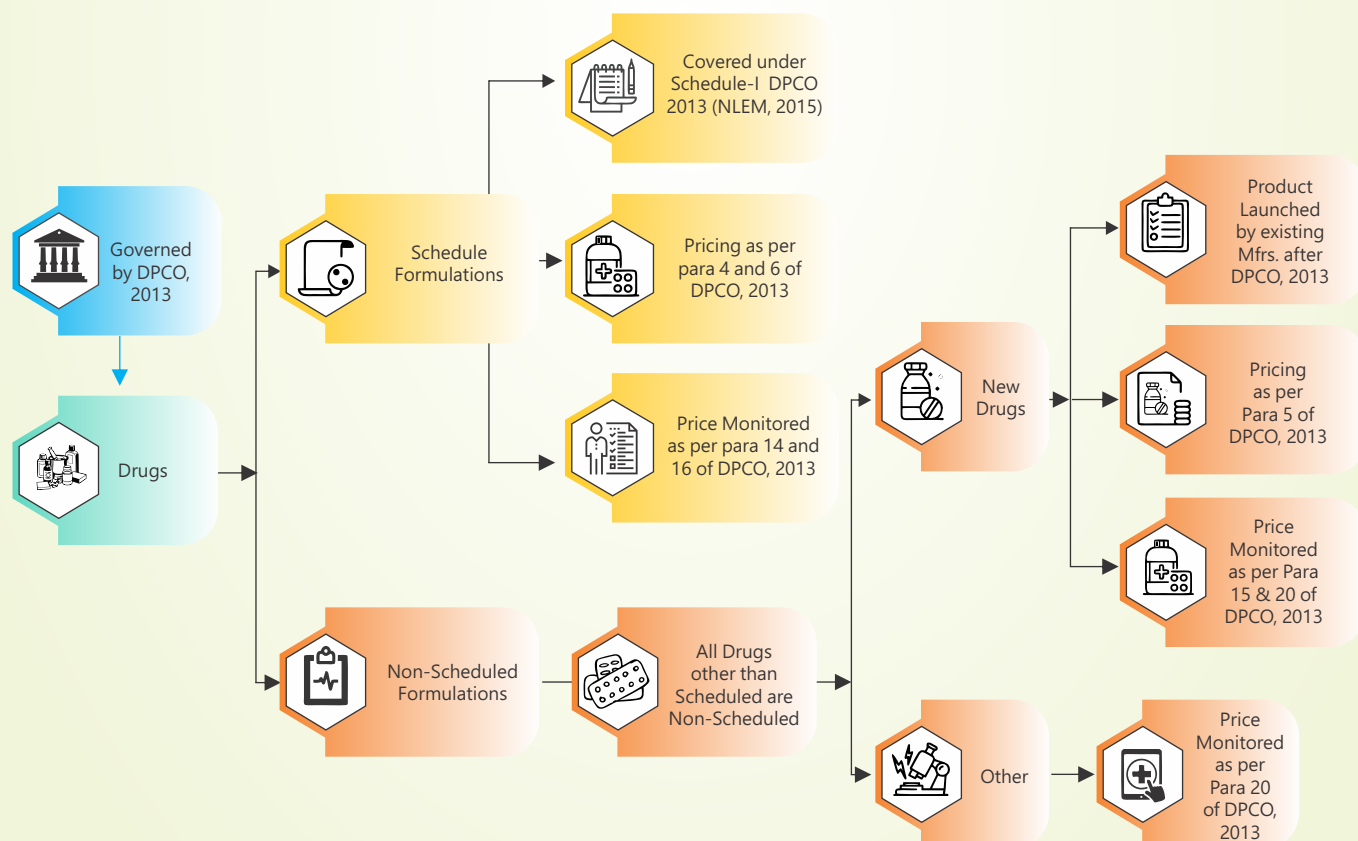 Governed
by DPCO,
2013
Drugs
Schedule
Formulations
Covered under
Schedule-I DPCO
2013 (NLEM, 2015)
Pricing as per
para 4 and 6 of
DPCO, 2013
Price Monitored
as per para 14 and
16 of DPCO, 2013
Non-Scheduled
Formulations
All Drugs
other than
Scheduled are
Non-Scheduled
New
Drugs
Product
Launched
by existing
Mfrs. after
DPCO, 2013
Pricing
as per
Para 5 of
DPCO, 2013
Price
Monitored
as per Para
15 & 20 of
DPCO, 2013
Other
Price
Monitored
as per
Para 20
of DPCO,
2013